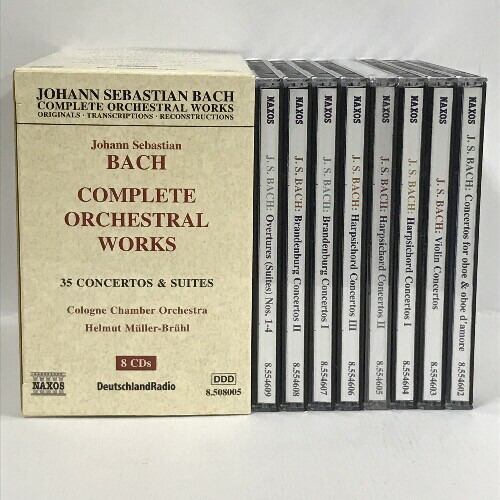 JOHANN SEBASTIAN BACH
COMPLETE ORCHESTRAL WORKS
ORIGINALS · TRANSCRIPTIONS · RECONSTRUCTIONS
Johann Sebastian
BACH
COMPLETE
ORCHESTRAL
WORKS
35 CONCERTOS & SUITES
Cologne Chamber Orchestra
Helmut Müller-Brühl
8 CDs
NAXOS
DeutschlandRadio
DDD
8.508005
NAXOS J. S. BACH: Overtures (Suites) Nos. 1-4 8.554609
NAXOS J. S. BACH: Brandenburg Concertos II 8.554608
NAXOS J. S. BACH: Brandenburg Concertos I 8.554607
NAXOS J. S. BACH: Harpsichord Concertos III 8.554606
NAXOS J. S. BACH: Harpsichord Concertos II 8.554605
NAXOS J. S. BACH: Harpsichord Concertos I 8.554604
NAXOS J. S. BACH: Violin Concertos 8.554603
NAXOS J. S. BACH: Concertos for oboe & oboe d'amore 8.554602